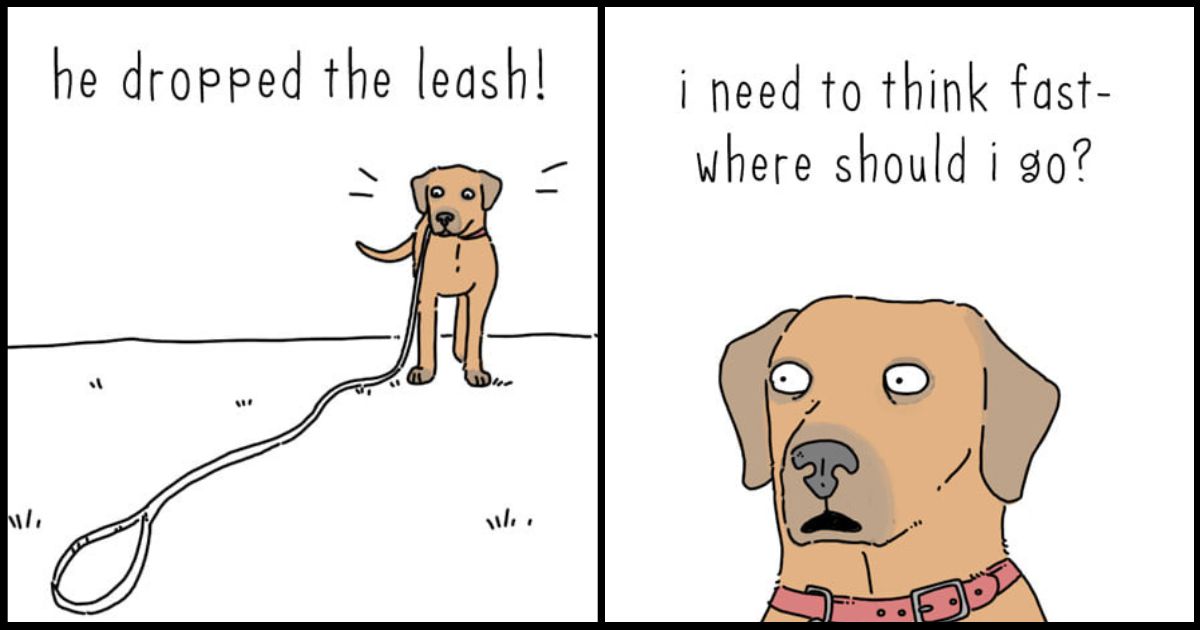 he dropped the leash!
i need to think fast-
where should i go?